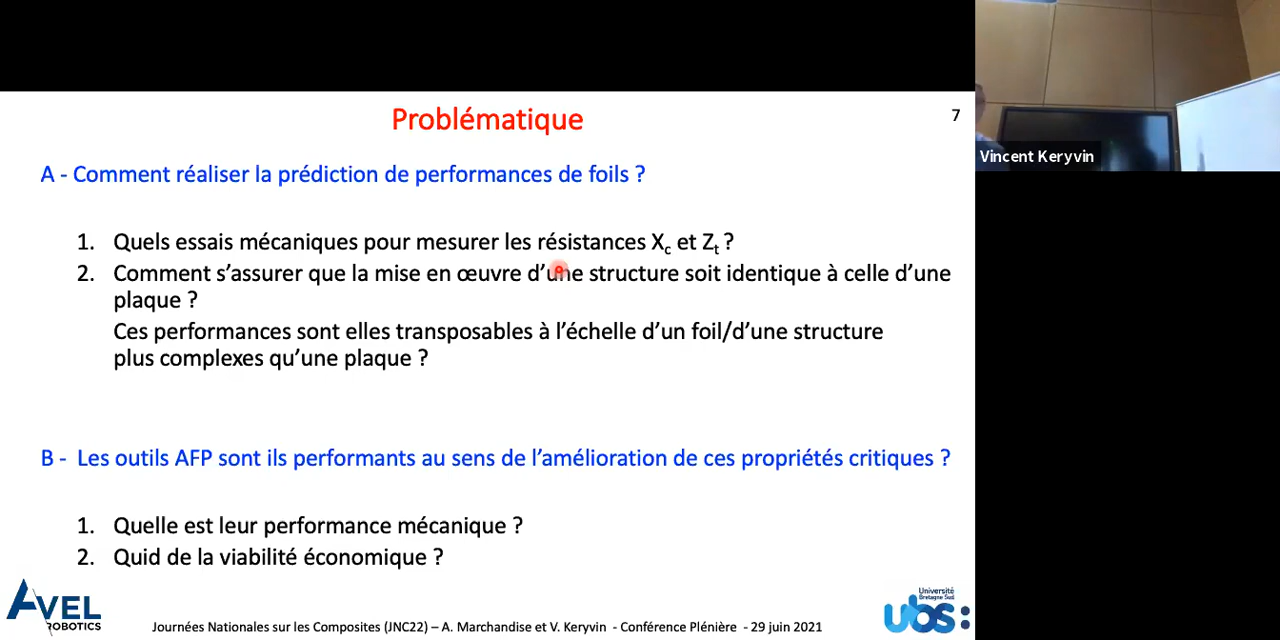 Problématique
7
Vincent Keryvin
A - Comment réaliser la prédiction de performances de foils ?
1. Quels essais mécaniques pour mesurer les résistances Xc et Zt ?
2. Comment s’assurer que la mise en œuvre d’une structure soit identique à celle d’une
plaque ?
Ces performances sont elles transposables à l’échelle d’un foil/d’une structure
plus complexes qu’une plaque ?
B - Les outils AFP sont ils performants au sens de l’amélioration de ces propriétés critiques ?
1. Quelle est leur performance mécanique ?
2. Quid de la viabilité économique ?
AVEL
ROBOTICS
Journées Nationales sur les Composites (JNC22) – A. Marchandise et V. Keryvin - Conférence Plénière - 29 juin 2021
Université
Bretagne Sud
ubs: